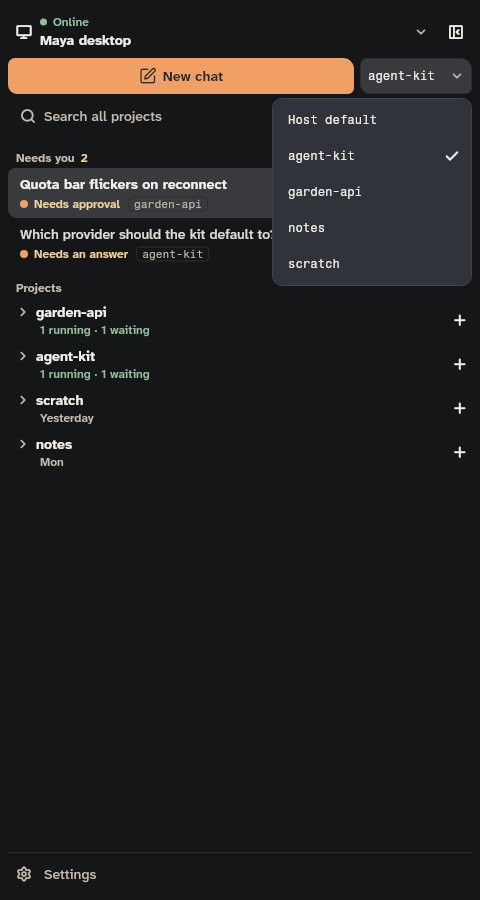 Online
Maya desktop
New chat
agent-kit
Search all projects
Host default
agent-kit
garden-api
notes
scratch
Needs you 2
Quota bar flickers on reconnect
Needs approval garden-api
Which provider should the kit default to?
Needs an answer agent-kit
Projects
garden-api
1 running · 1 waiting
agent-kit
1 running · 1 waiting
scratch
Yesterday
notes
Mon
Settings